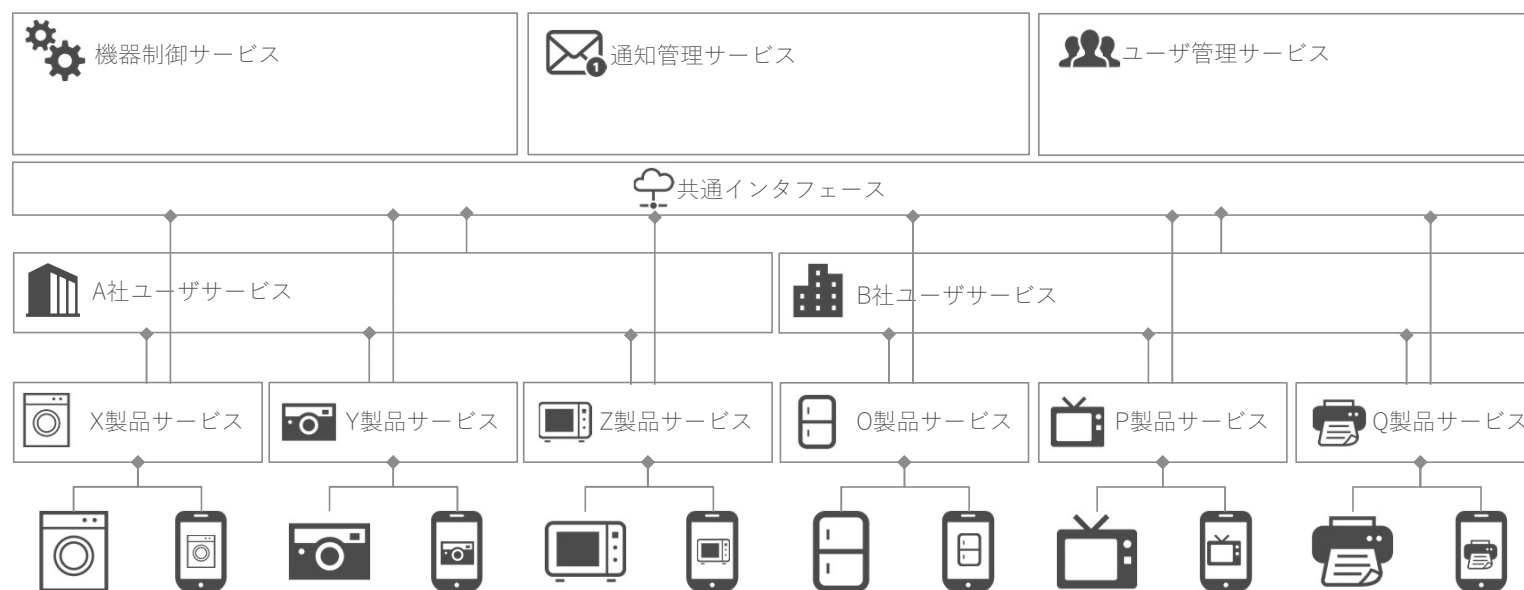 機器制御サービス
1
通知管理サービス
ユーザ管理サービス
共通インタフェース
A社ユーザサービス
B社ユーザサービス
X製品サービス
Y製品サービス
Z製品サービス
O製品サービス
P製品サービス
Q製品サービス